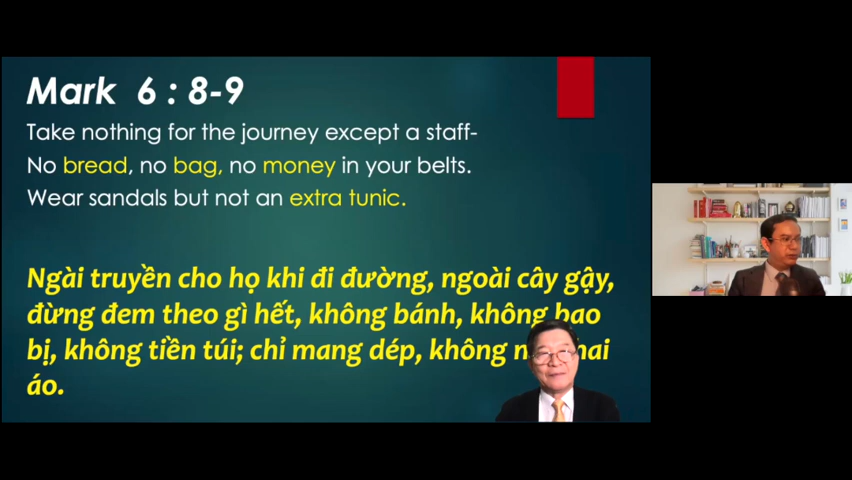 Mark 6 : 8-9
Take nothing for the journey except a staff-
No bread, no bag, no money in your belts.
Wear sandals but not an extra tunic.
Ngài truyền cho họ khi đi đường, ngoài cây gậy,
đừng đem theo gì hết, không bánh, không bao
bị, không tiền túi; chỉ mang dép, không hai
áo.